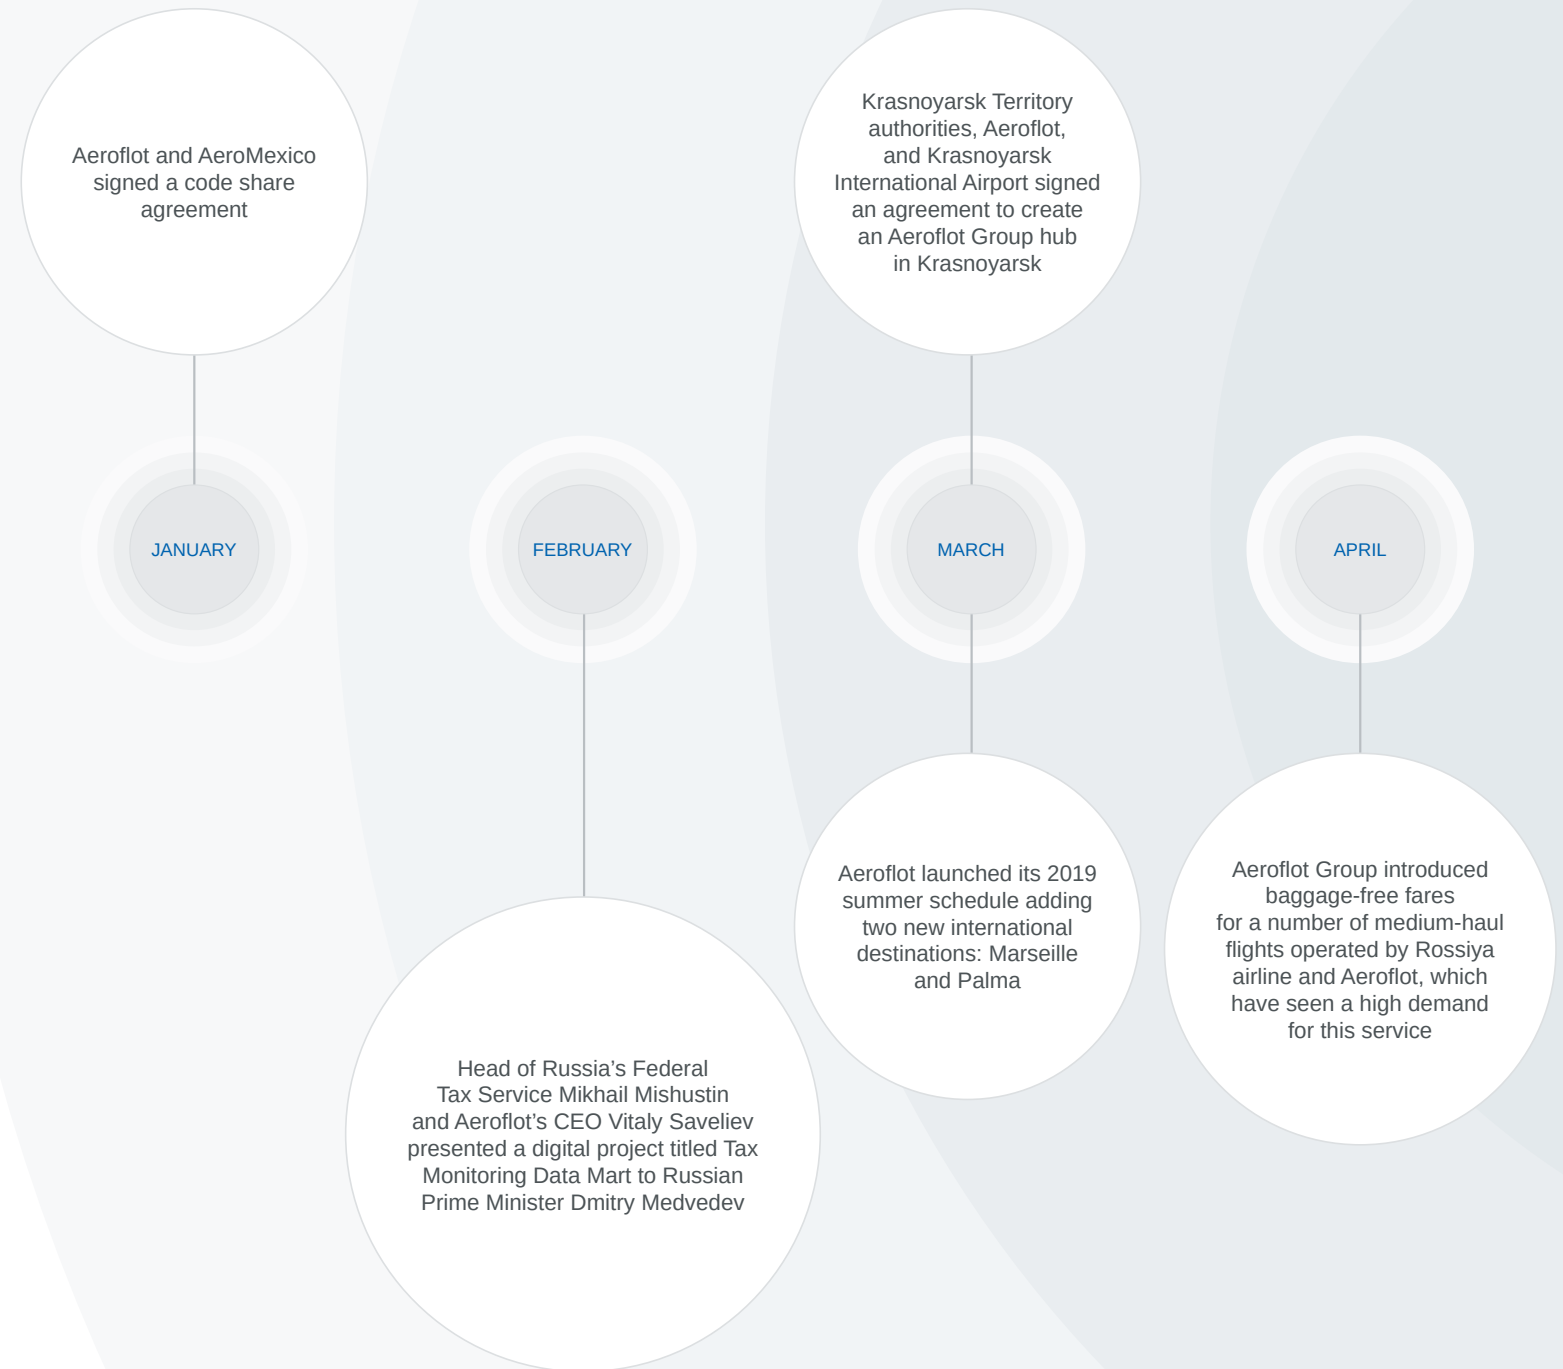 Aeroflot and AeroMexico
signed a code share
agreement
Krasnoyarsk Territory
authorities, Aeroflot,
and Krasnoyarsk
International Airport signed
an agreement to create
an Aeroflot Group hub
in Krasnoyarsk
JANUARY
FEBRUARY
MARCH
APRIL
Head of Russia’s Federal
Tax Service Mikhail Mishustin
and Aeroflot’s CEO Vitaly Saveliev
presented a digital project titled Tax
Monitoring Data Mart to Russian
Prime Minister Dmitry Medvedev
Aeroflot launched its 2019
summer schedule adding
two new international
destinations: Marseille
and Palma
Aeroflot Group introduced
baggage-free fares
for a number of medium-haul
flights operated by Rossiya
airline and Aeroflot, which
have seen a high demand
for this service